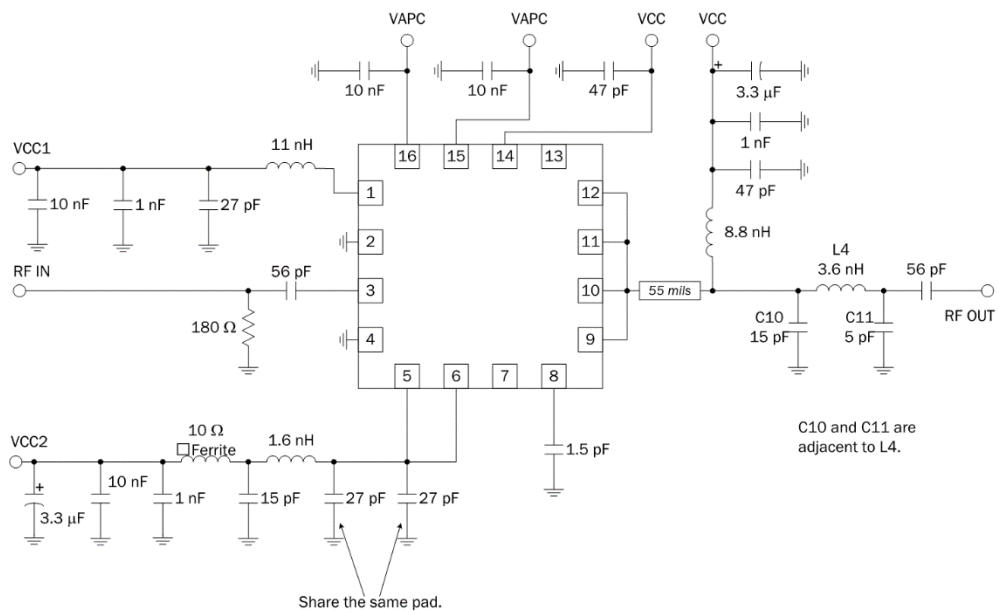 VAPC
VAPC
VCC
VCC
10 nF
10 nF
47 pF
3.3 μF
+
1 nF
47 pF
8.8 nH
VCC1
11 nH
10 nF
1 nF
27 pF
16
15
14
13
1
2
3
4
12
11
10
9
5
6
7
8
RF IN
56 pF
180 Ω
55 mils
L4
3.6 nH
56 pF
C10
15 pF
C11
5 pF
RF OUT
C10 and C11 are
adjacent to L4.
VCC2
10 Ω
Ferrite
1.6 nH
+
3.3 μF
10 nF
1 nF
15 pF
27 pF
27 pF
1.5 pF
Share the same pad.